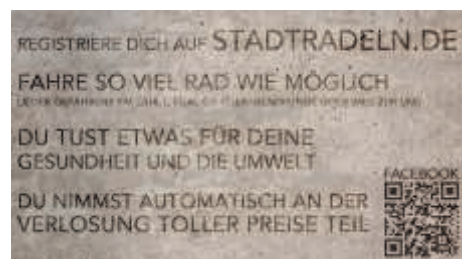 REGISTRIERE DICH AUF STADTRADELN.DE
FAHRE SO VIEL RAD WIE MÖGLICH
DU TUST ETWAS FÜR DEINE
GESUNDHEIT UND DIE UMWELT
FACEBOOK
DU NIMMST AUTOMATISCH AN DER
VERLOSUNG TOLLER PREISE TEIL